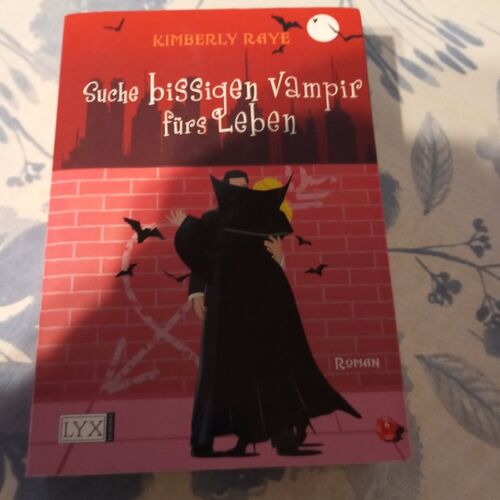 KIMBERLY RAYE
Suche bissigen Vampir
fürs Leben
ROMAN
LYX